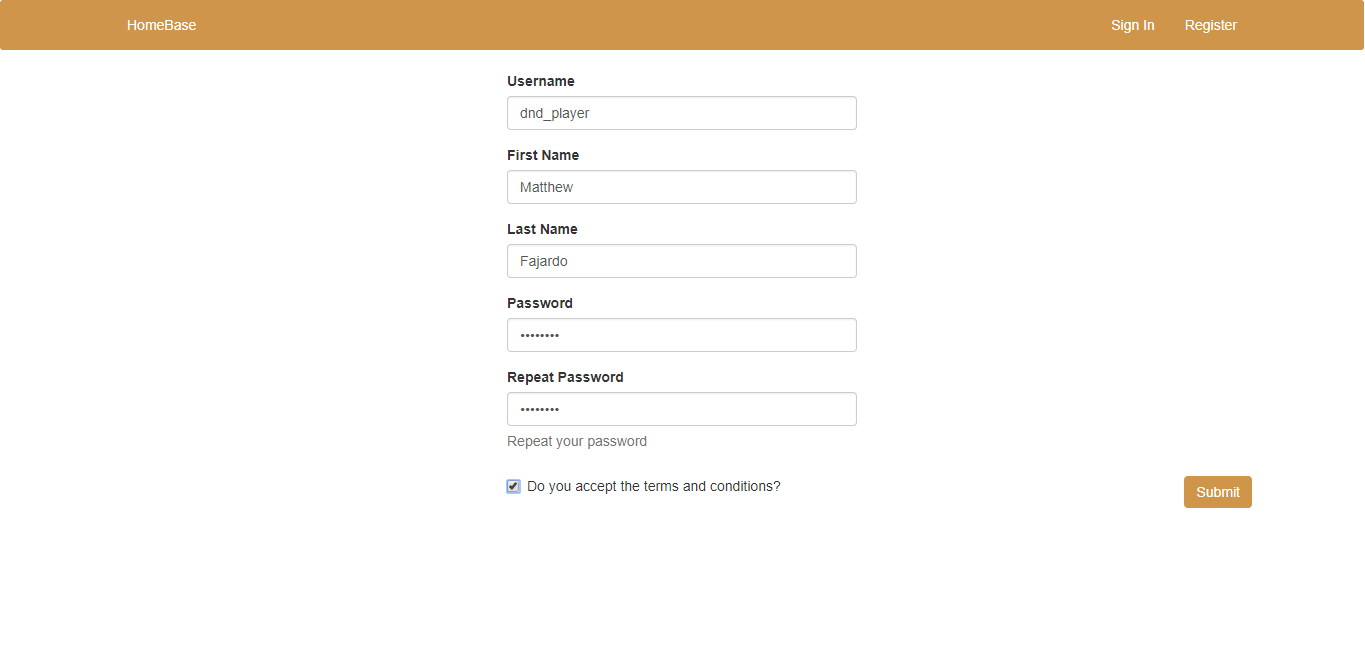 HomeBase Sign In Register
Username
dnd_player
First Name
Matthew
Last Name
Fajardo
Password
••••••••
Repeat Password
••••••••
Repeat your password
Do you accept the terms and conditions? Submit